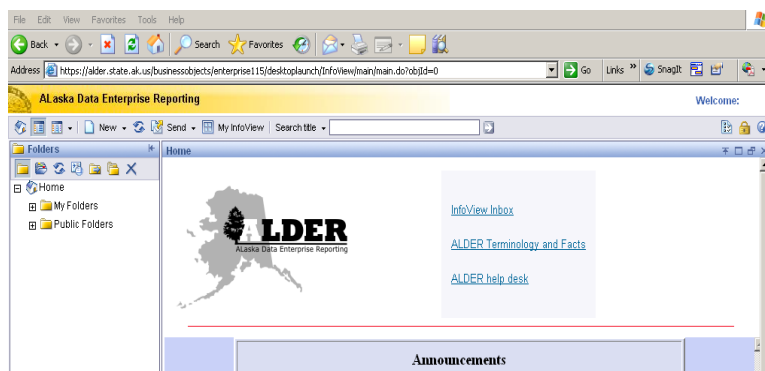 File Edit View Favorites Tools Help
Back Search Favorites
Address https://alder.state.ak.us/businessobjects/enterprise115/desktoplaunch/InfoView/main/main.do?objId=0 Go Links » SnagIt
ALaska Data Enterprise Reporting Welcome:
New Send My InfoView Search title
Folders Home
Home
My Folders
Public Folders
ALDER
ALaska Data Enterprise Reporting
InfoView Inbox
ALDER Terminology and Facts
ALDER help desk
Announcements